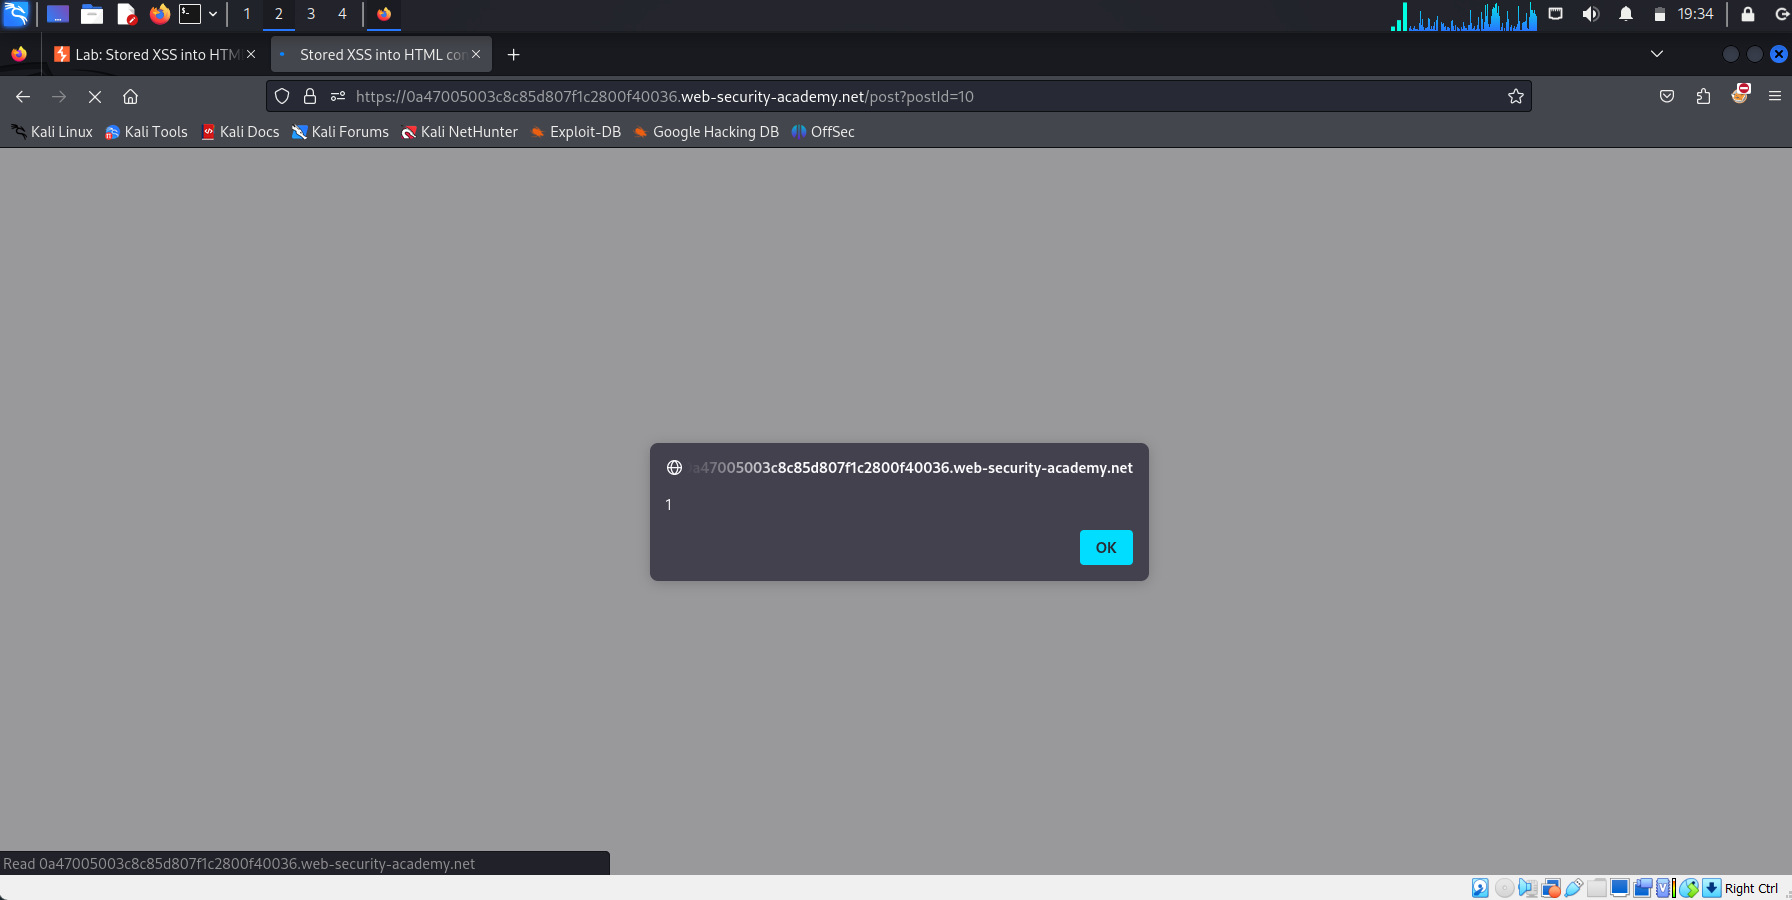 1 2 3 4 19:34
Lab: Stored XSS into HTM
Stored XSS into HTML con
https://0a47005003c8c85d807f1c2800f40036.web-security-academy.net/post?postId=10
Kali Linux Kali Tools Kali Docs Kali Forums Kali NetHunter Exploit-DB Google Hacking DB OffSec
0a47005003c8c85d807f1c2800f40036.web-security-academy.net
1
OK
Read 0a47005003c8c85d807f1c2800f40036.web-security-academy.net
Right Ctrl